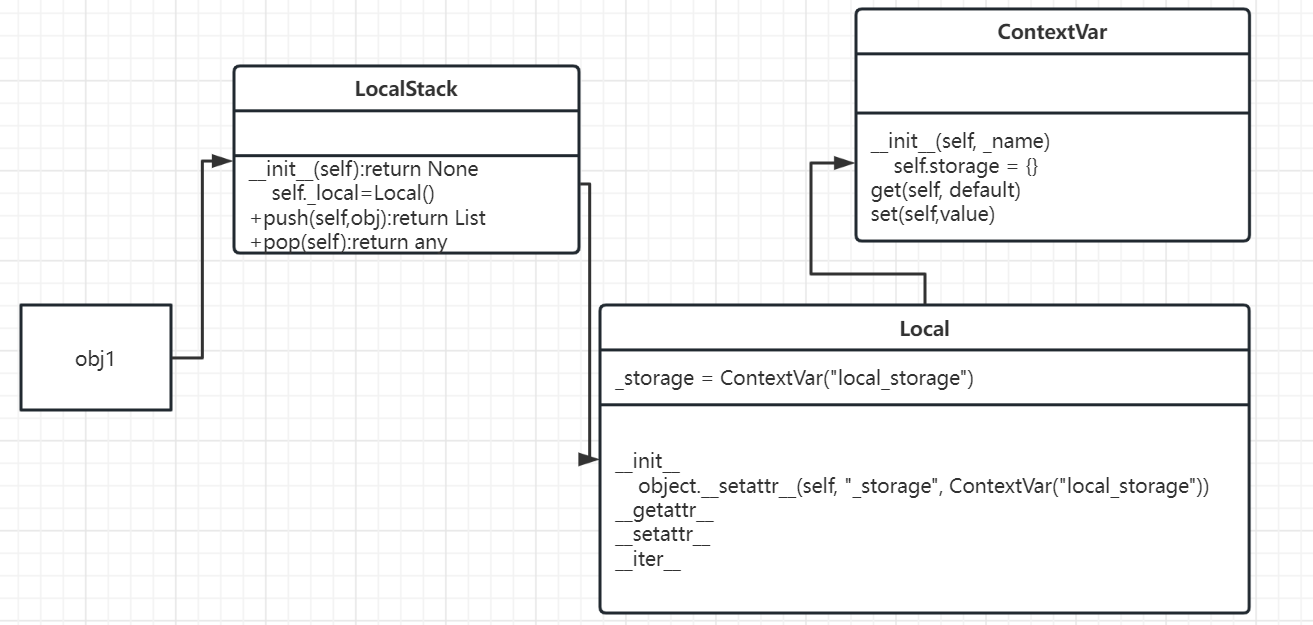 ContextVar
__init__(self, _name)
self.storage = {}
get(self, default)
set(self,value)
LocalStack
__init__(self):return None
self._local=Local()
+push(self,obj):return List
+pop(self):return any
obj1
Local
_storage = ContextVar("local_storage")
__init__
object.__setattr__(self, "_storage", ContextVar("local_storage"))
__getattr__
__setattr__
__iter__